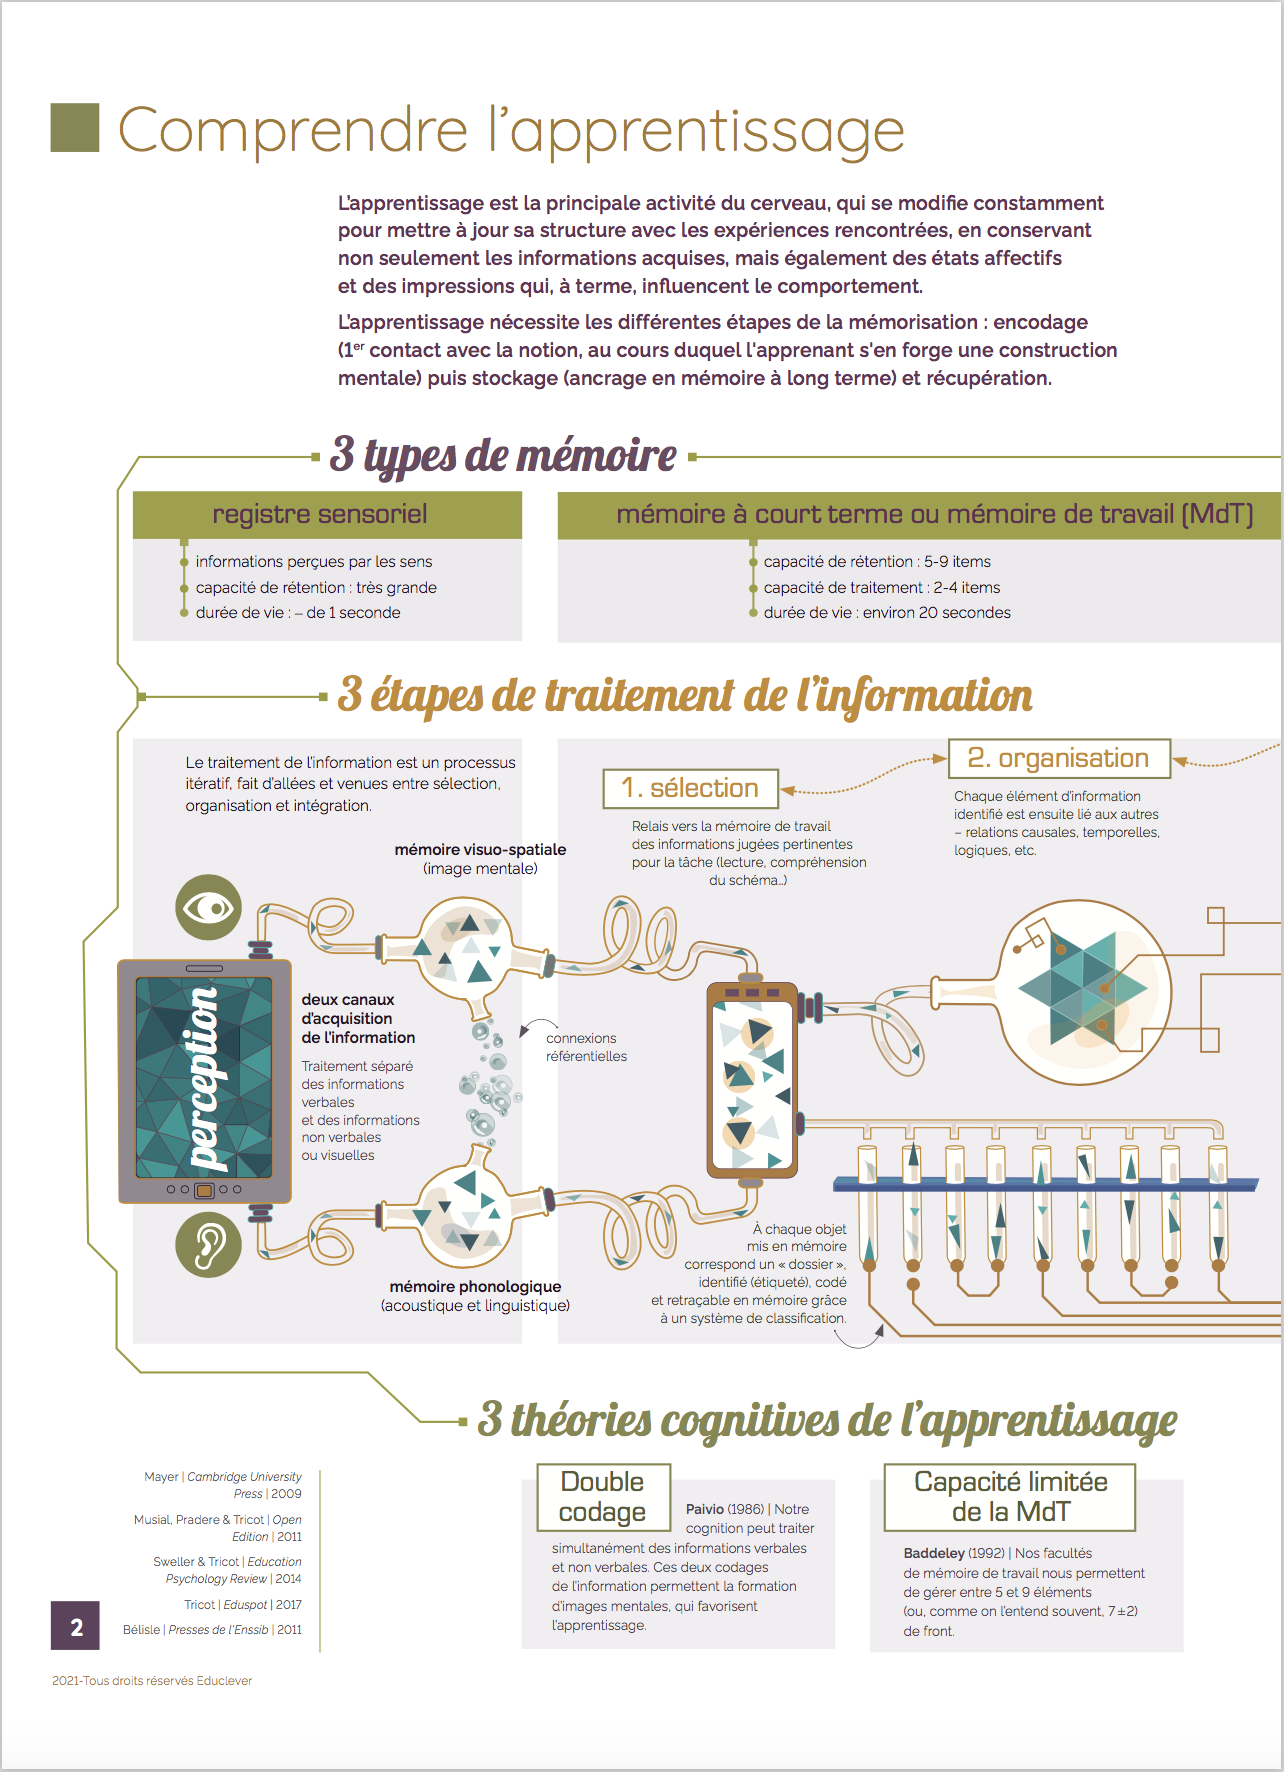 Comprendre l'apprentissage
L'apprentissage est la principale activité du cerveau, qui se modifie constamment
pour mettre à jour sa structure avec les expériences rencontrées, en conservant
non seulement les informations acquises, mais également des états affectifs
et des impressions qui, à terme, influencent le comportement.
L'apprentissage nécessite les différentes étapes de la mémorisation : encodage
(1er contact avec la notion, au cours duquel l'apprenant s'en forge une construction
mentale) puis stockage (ancrage en mémoire à long terme) et récupération.
3 types de mémoire
registre sensoriel
informations perçues par les sens
capacité de rétention : très grande
durée de vie : – de 1 seconde
mémoire à court terme ou mémoire de travail (MdT)
capacité de rétention : 5-9 items
capacité de traitement : 2-4 items
durée de vie : environ 20 secondes
3 étapes de traitement de l'information
Le traitement de l'information est un processus
itératif, fait d'allées et venues entre sélection,
organisation et intégration.
1. sélection
Relais vers la mémoire de travail
des informations jugées pertinentes
pour la tâche (lecture, compréhension
du schéma…)
2. organisation
Chaque élément d'information
identifié est ensuite lié aux autres
– relations causales, temporelles,
logiques, etc.
mémoire visuo-spatiale
(image mentale)
perception
deux canaux
d'acquisition
de l'information
Traitement séparé
des informations
verbales
et des informations
non verbales
ou visuelles
connexions
référentielles
mémoire phonologique
(acoustique et linguistique)
À chaque objet
mis en mémoire
correspond un « dossier »,
identifié (étiqueté), codé
et retraçable en mémoire grâce
à un système de classification.
3 théories cognitives de l'apprentissage
Double
codage
Paivio (1986) | Notre
cognition peut traiter
simultanément des informations verbales
et non verbales. Ces deux codages
de l'information permettent la formation
d'images mentales, qui favorisent
l'apprentissage.
Capacité limitée
de la MdT
Baddeley (1992) | Nos facultés
de mémoire de travail nous permettent
de gérer entre 5 et 9 éléments
(ou, comme on l'entend souvent, 7±2)
de front.
Mayer | Cambridge University
Press | 2009
Musial, Pradere & Tricot | Open
Edition | 2011
Sweller & Tricot | Education
Psychology Review | 2014
Tricot | Eduspot | 2017
Bélisle | Presses de l'Enssib | 2011
2
2021-Tous droits réservés Educlever